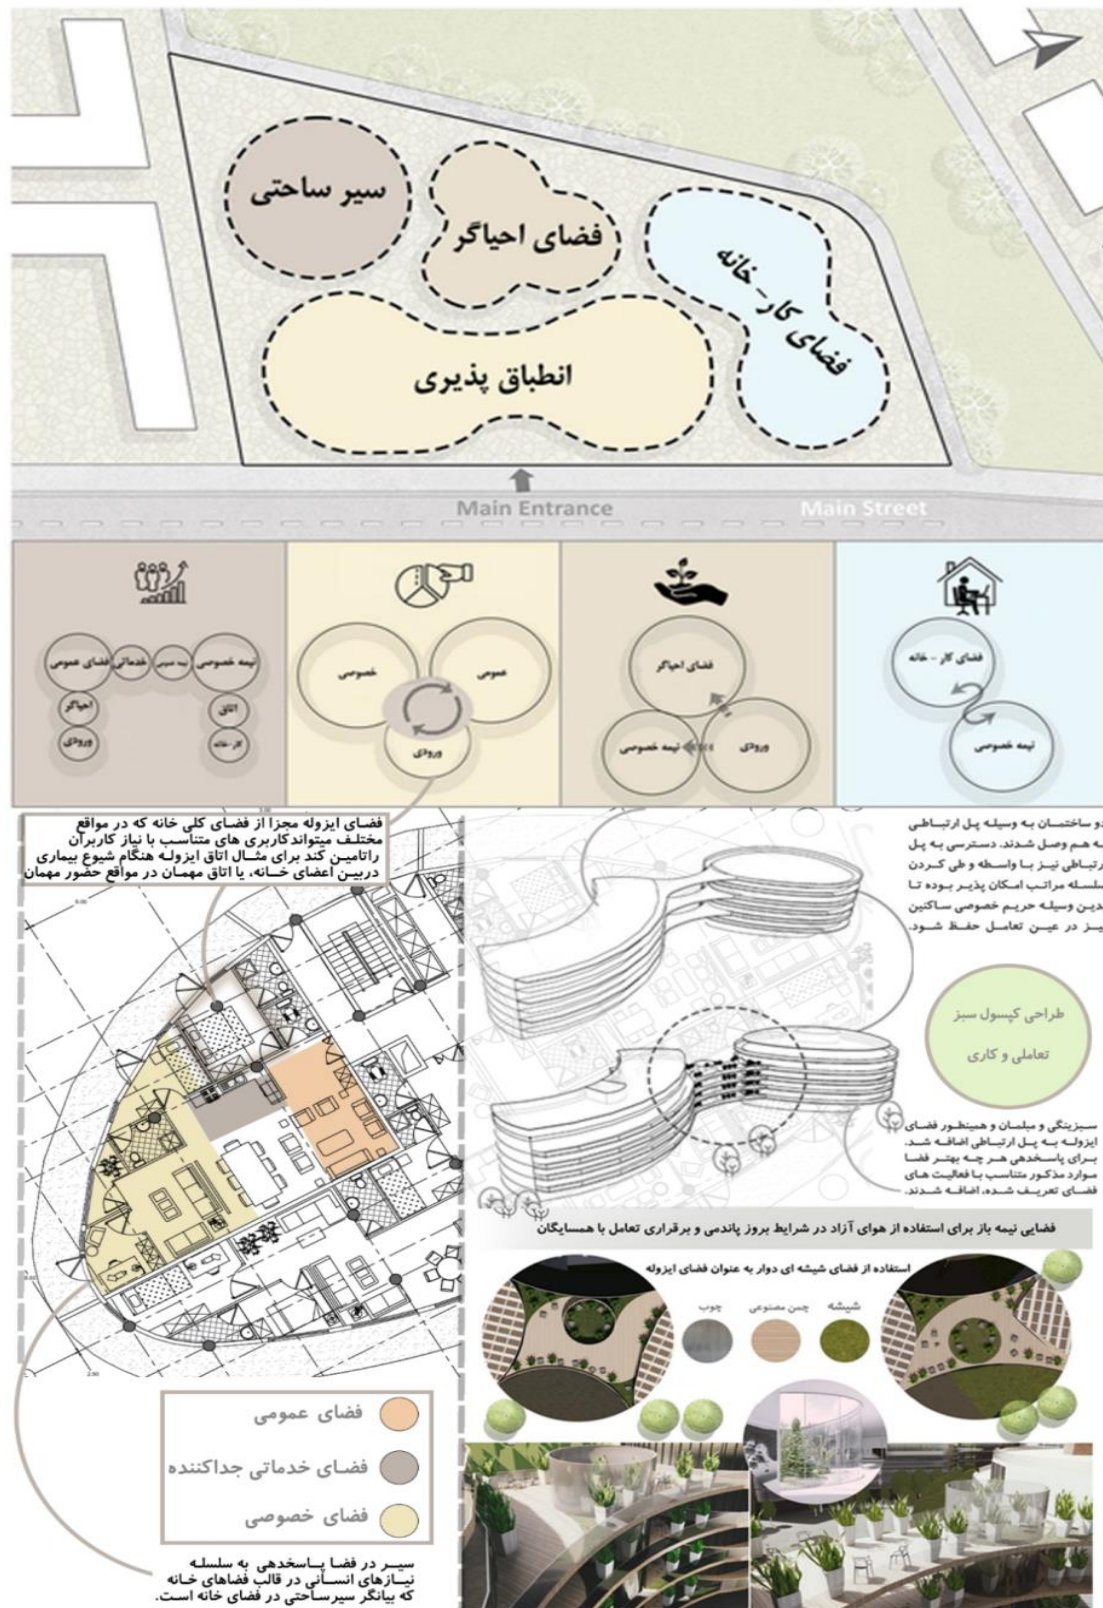 سیر ساحتی
فضای احیاگر
فضای کار-خانه
انطباق پذیری
Main Entrance
Main Street
فضای عمومی
خدماتی
نیمه خصوصی
احیاگر
ورودی
اتاق
کار-خانه
خصوصی
عمومی
ورودی
فضای احیاگر
نیمه خصوصی
ورودی
فضای کار - خانه
نیمه خصوصی
فضای ایزوله مجزا از فضای کلی خانه که در مواقع
مختلف میتواند کاربری های متناسب با نیاز کاربران
راتامین کند برای مثال اتاق ایزوله هنگام شیوع بیماری
دربین اعضای خانه، یا اتاق مهمان در مواقع حضور مهمان
دو ساختمان به وسیله پل ارتباطی
به هم وصل شدند. دسترسی به پل
ارتباطی نیز با واسطه و طی کردن
سلسله مراتب امکان پذیر بوده تا
بدین وسیله حریم خصوصی ساکنین
نیز در عین تعامل حفظ شود.
طراحی کپسول سبز
تعاملی و کاری
سبزینگی و مبلمان و همینطور فضای
ایزوله به پل ارتباطی اضافه شد.
برای پاسخدهی هر چه بهتر فضا
موارد مذکور متناسب با فعالیت های
فضای تعریف شده، اضافه شدند.
فضایی نیمه باز برای استفاده از هوای آزاد در شرایط بروز پاندمی و برقراری تعامل با همسایگان
استفاده از فضای شیشه ای دوار به عنوان فضای ایزوله
شیشه
چمن مصنوعی
چوب
2.50
فضای عمومی
فضای خدماتی جداکننده
فضای خصوصی
سیر در فضا پاسخدهی به سلسله
نیازهای انسانی در قالب فضاهای خانه
که بیانگر سیرساحتی در فضای خانه است.